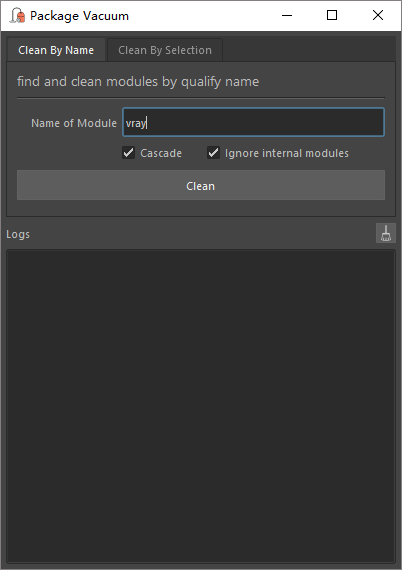 Package Vacuum
Clean By Name Clean By Selection
find and clean modules by qualify name
Name of Module vray
Cascade Ignore internal modules
Clean
Logs